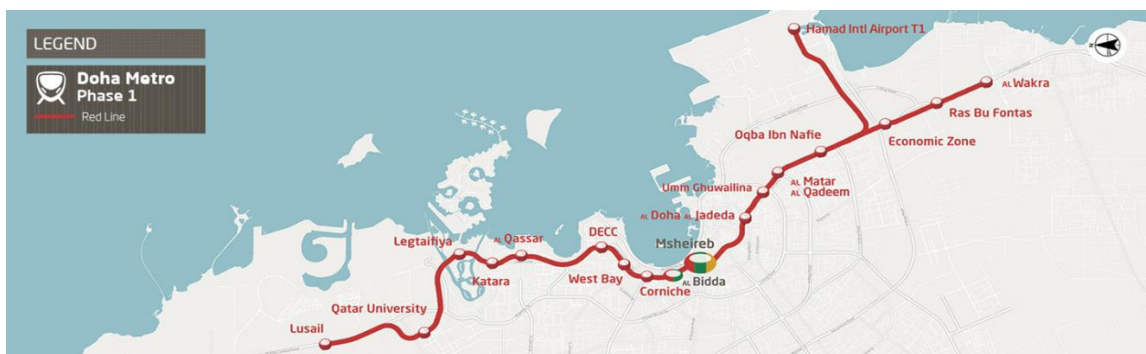 LEGEND
Doha Metro
Phase 1
Red Line
Hamad Intl Airport T1
AL Wakra
Ras Bu Fontas
Economic Zone
Oqba Ibn Nafie
AL Matar
AL Qadeem
Umm Ghuwailina
AL Doha AL Jadeda
Msheireb
AL Bidda
Corniche
West Bay
DECC
AL Qassar
Katara
Legtaifiya
Qatar University
Lusail